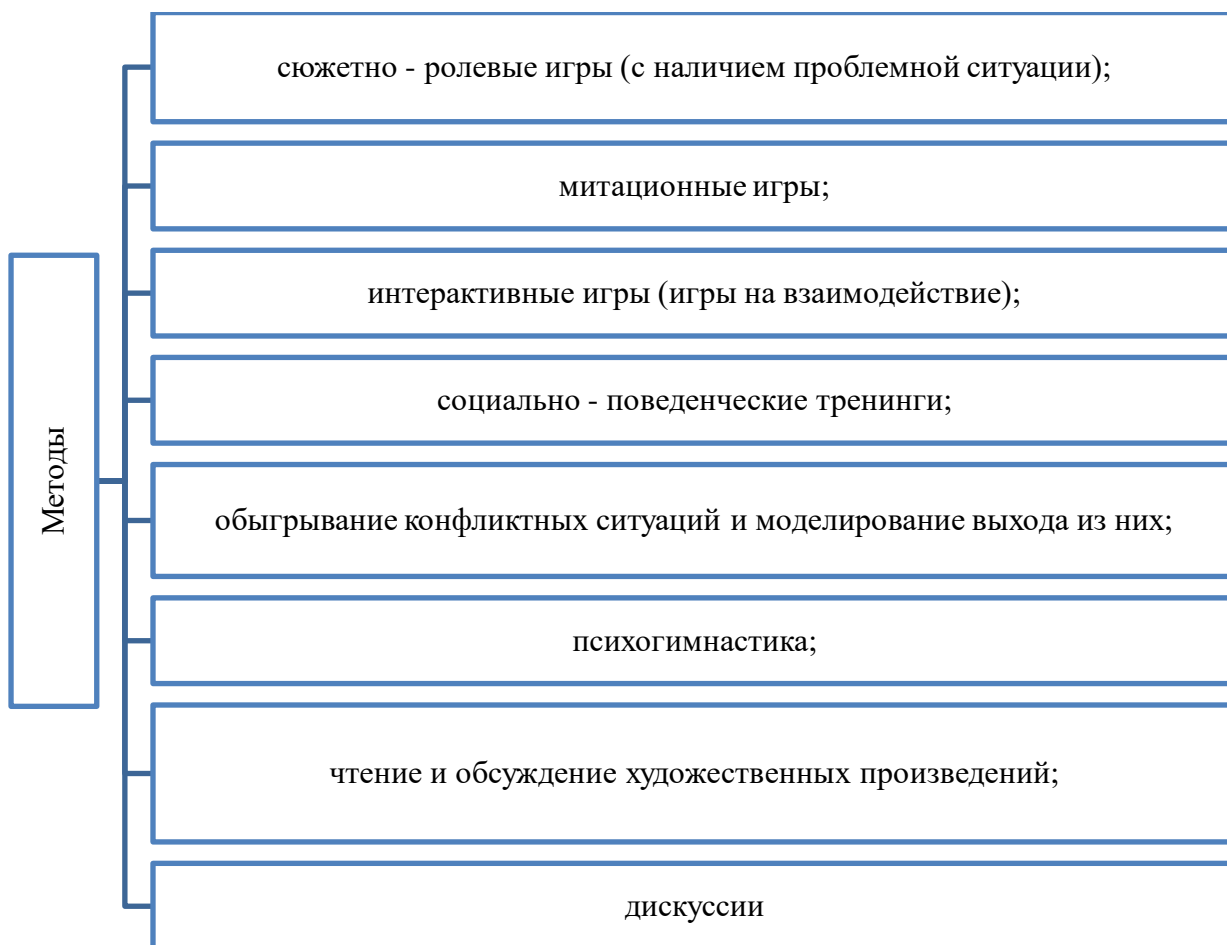 сюжетно - ролевые игры (с наличием проблемной ситуации);
митационные игры;
интерактивные игры (игры на взаимодействие);
социально - поведенческие тренинги;
Методы
обыгрывание конфликтных ситуаций и моделирование выхода из них;
психогимнастика;
чтение и обсуждение художественных произведений;
дискуссии